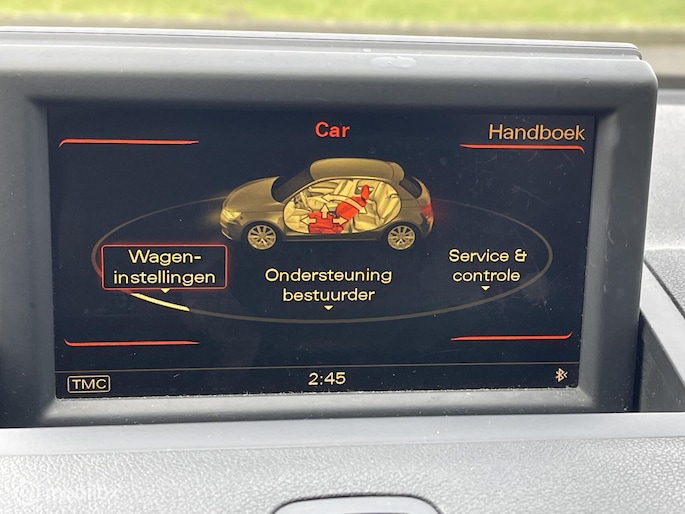 Car
Handboek
Wagen-
instellingen
Ondersteuning
bestuurder
Service &
controle
TMC
2:45